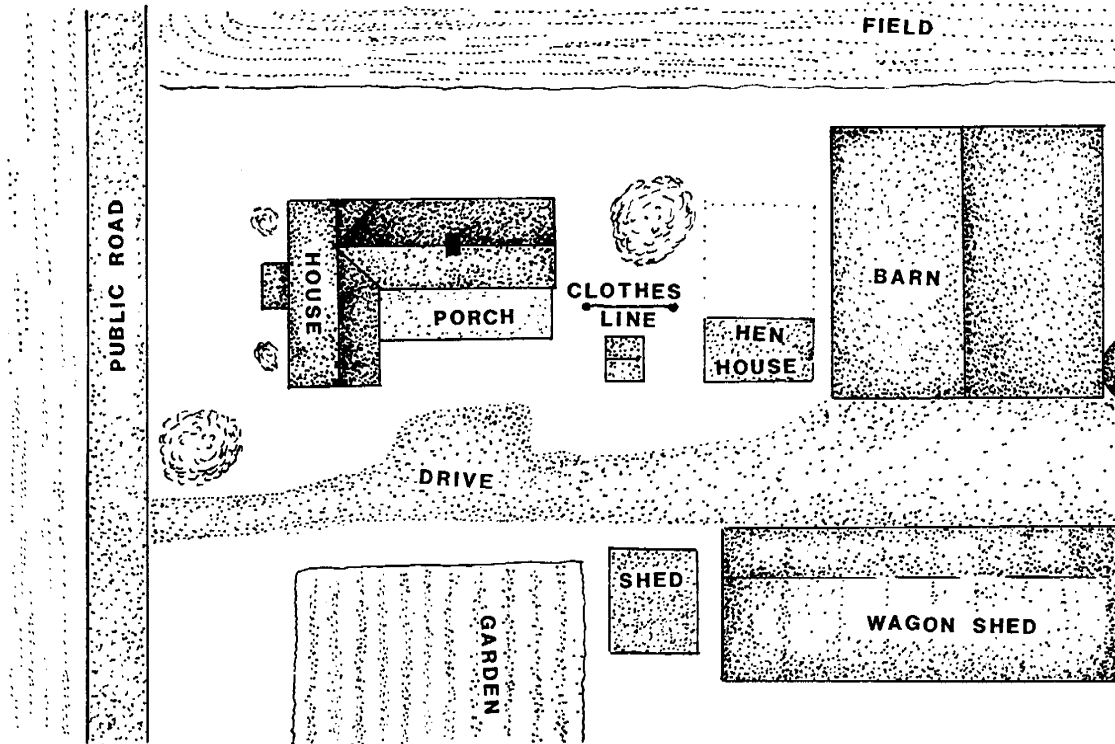 FIELD
PUBLIC ROAD
HOUSE
PORCH
CLOTHES
LINE
HEN
HOUSE
BARN
DRIVE
SHED
GARDEN
WAGON SHED